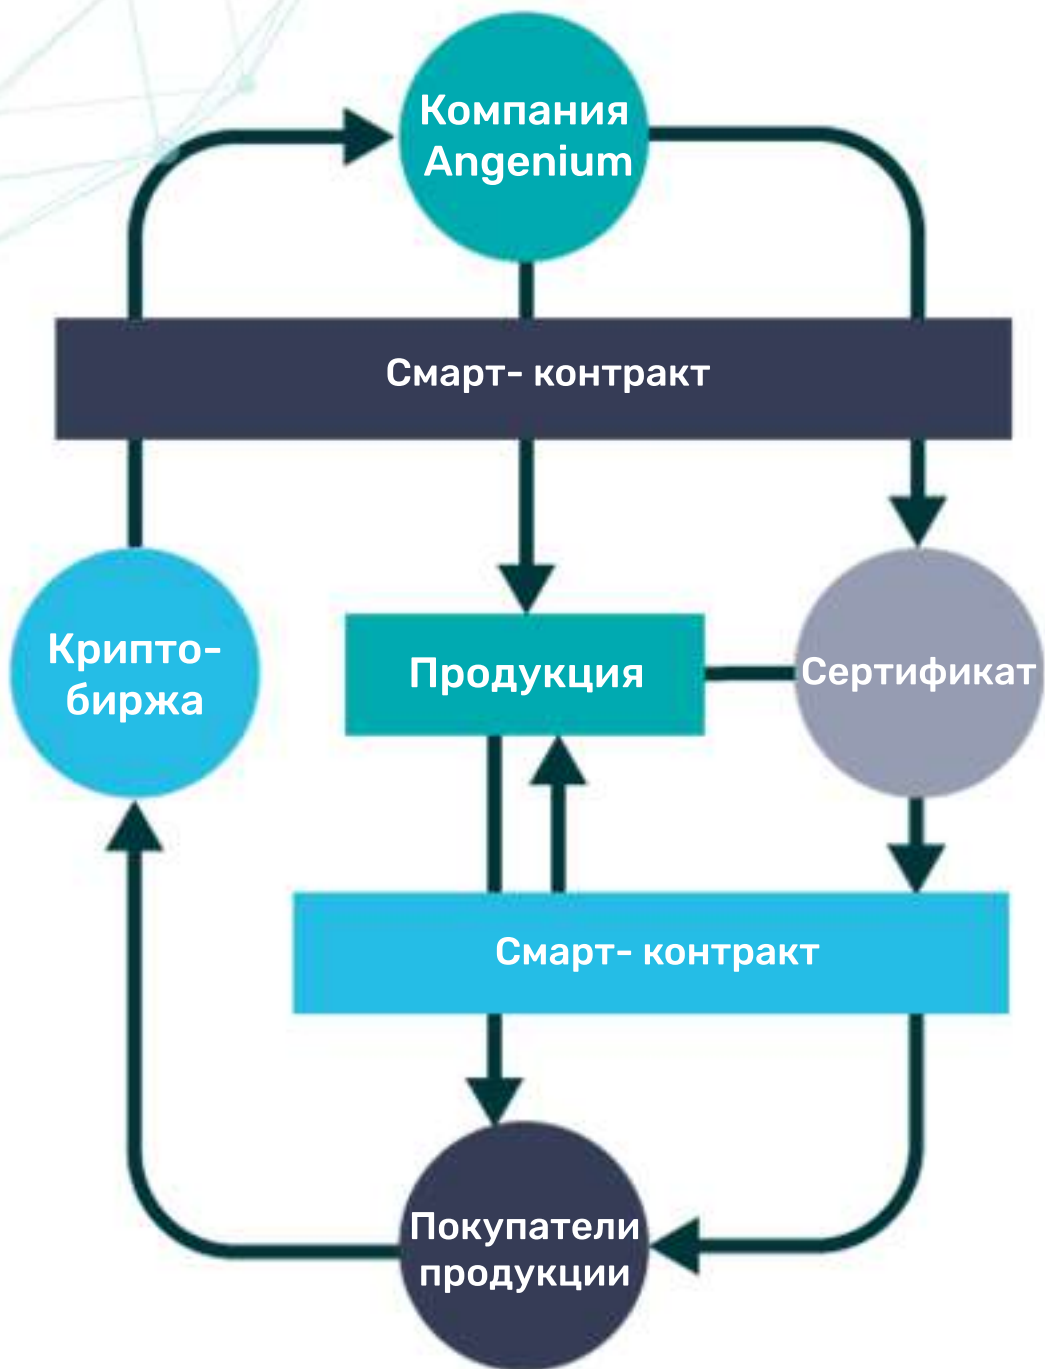 Компания
Angenium
Смарт- контракт
Крипто-
биржа
Продукция
Сертификат
Смарт- контракт
Покупатели
продукции